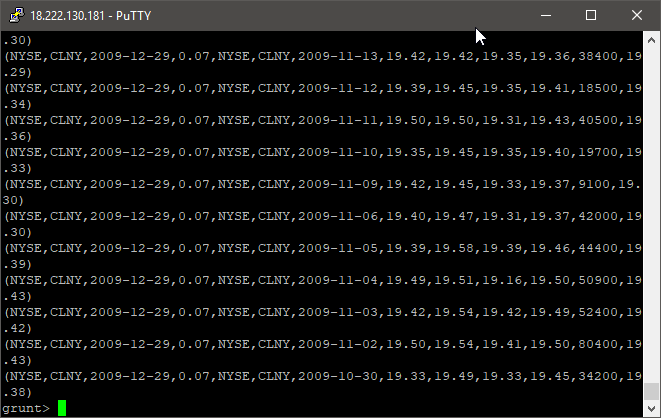 18.222.130.181 - PuTTY
.30)
(NYSE,CLNY,2009-12-29,0.07,NYSE,CLNY,2009-11-13,19.42,19.42,19.35,19.36,38400,19
.29)
(NYSE,CLNY,2009-12-29,0.07,NYSE,CLNY,2009-11-12,19.39,19.45,19.35,19.41,18500,19
.34)
(NYSE,CLNY,2009-12-29,0.07,NYSE,CLNY,2009-11-11,19.50,19.50,19.31,19.43,40500,19
.36)
(NYSE,CLNY,2009-12-29,0.07,NYSE,CLNY,2009-11-10,19.35,19.45,19.35,19.40,19700,19
.33)
(NYSE,CLNY,2009-12-29,0.07,NYSE,CLNY,2009-11-09,19.42,19.45,19.33,19.37,9100,19.
30)
(NYSE,CLNY,2009-12-29,0.07,NYSE,CLNY,2009-11-06,19.40,19.47,19.31,19.37,42000,19
.30)
(NYSE,CLNY,2009-12-29,0.07,NYSE,CLNY,2009-11-05,19.39,19.58,19.39,19.46,44400,19
.39)
(NYSE,CLNY,2009-12-29,0.07,NYSE,CLNY,2009-11-04,19.49,19.51,19.16,19.50,50900,19
.43)
(NYSE,CLNY,2009-12-29,0.07,NYSE,CLNY,2009-11-03,19.42,19.54,19.42,19.49,52400,19
.42)
(NYSE,CLNY,2009-12-29,0.07,NYSE,CLNY,2009-11-02,19.50,19.54,19.41,19.50,80400,19
.43)
(NYSE,CLNY,2009-12-29,0.07,NYSE,CLNY,2009-10-30,19.33,19.49,19.33,19.45,34200,19
.38)
grunt>